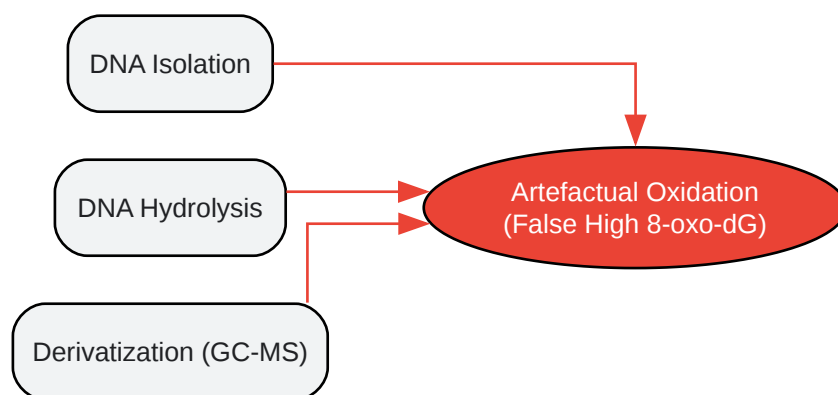 DNA Isolation
DNA Hydrolysis
Artefactual Oxidation
(False High 8-oxo-dG)
Derivatization (GC-MS)